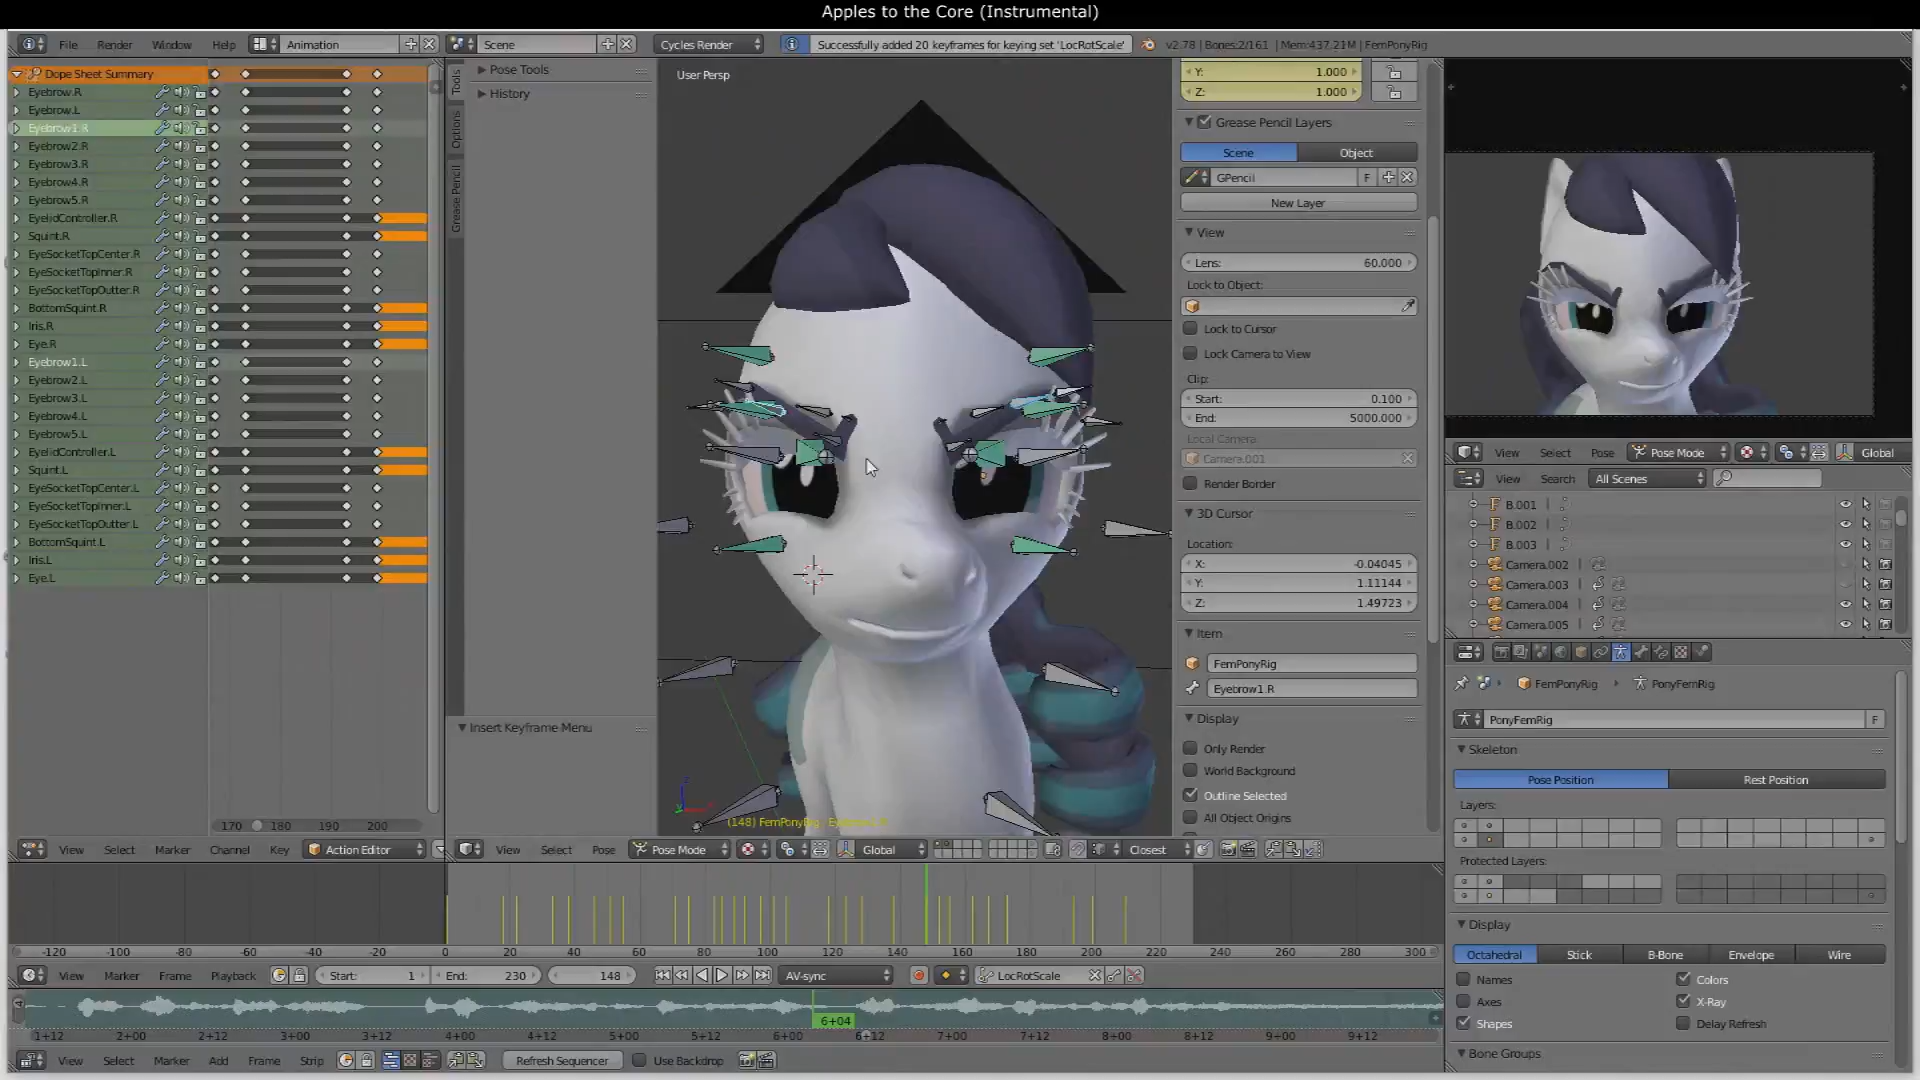 Apples to the Core (Instrumental)
File Render Window Help Animation Scene Cycles Render Successfully added 20 keyframes for keying set 'LocRotScale' v2.78 | Bones:2/161 | Mem:437.21M | FemPonyRig
Dope Sheet Summary
Eyebrow.R
Eyebrow.L
Eyebrow1.R
Eyebrow2.R
Eyebrow3.R
Eyebrow4.R
Eyebrow5.R
EyelidController.R
Squint.R
EyeSocketTopCenter.R
EyeSocketTopInner.R
EyeSocketTopOutter.R
BottomSquint.R
Iris.R
Eye.R
Eyebrow1.L
Eyebrow2.L
Eyebrow3.L
Eyebrow4.L
Eyebrow5.L
EyelidController.L
Squint.L
EyeSocketTopCenter.L
EyeSocketTopInner.L
EyeSocketTopOutter.L
BottomSquint.L
Iris.L
Eye.L
170 180 190 200
View Select Marker Channel Key Action Editor
Tools
Options
Grease Pencil
Pose Tools
History
Insert Keyframe Menu
User Persp
(148) FemPonyRig
View Select Pose Pose Mode Global Closest
Y: 1.000
Z: 1.000
Grease Pencil Layers
Scene Object
GPencil F
New Layer
View
Lens: 60.000
Lock to Object:
Lock to Cursor
Lock Camera to View
Clip:
Start: 0.100
End: 5000.000
Local Camera:
Camera.001
Render Border
3D Cursor
Location:
X: -0.04045
Y: 1.11144
Z: 1.49723
Item
FemPonyRig
Eyebrow1.R
Display
Only Render
World Background
Outline Selected
All Object Origins
View Select Pose Pose Mode Global
View Search All Scenes
B.001
B.002
B.003
Camera.002
Camera.003
Camera.004
Camera.005
FemPonyRig PonyFemRig
PonyFemRig F
Skeleton
Pose Position Rest Position
Layers:
Protected Layers:
Display
Octahedral Stick B-Bone Envelope Wire
Names Colors
Axes X-Ray
Shapes Delay Refresh
Bone Groups
-120 -100 -80 -60 -40 -20 0 20 40 60 80 100 120 140 160 180 200 220 240 260 280 300
View Marker Frame Playback Start: 1 End: 230 148 AV-sync LocRotScale
6+04
1+12 2+00 2+12 3+00 3+12 4+00 4+12 5+00 5+12 6+00 6+12 7+00 7+12 8+00 8+12 9+00 9+12
View Select Marker Add Frame Strip Refresh Sequencer Use Backdrop